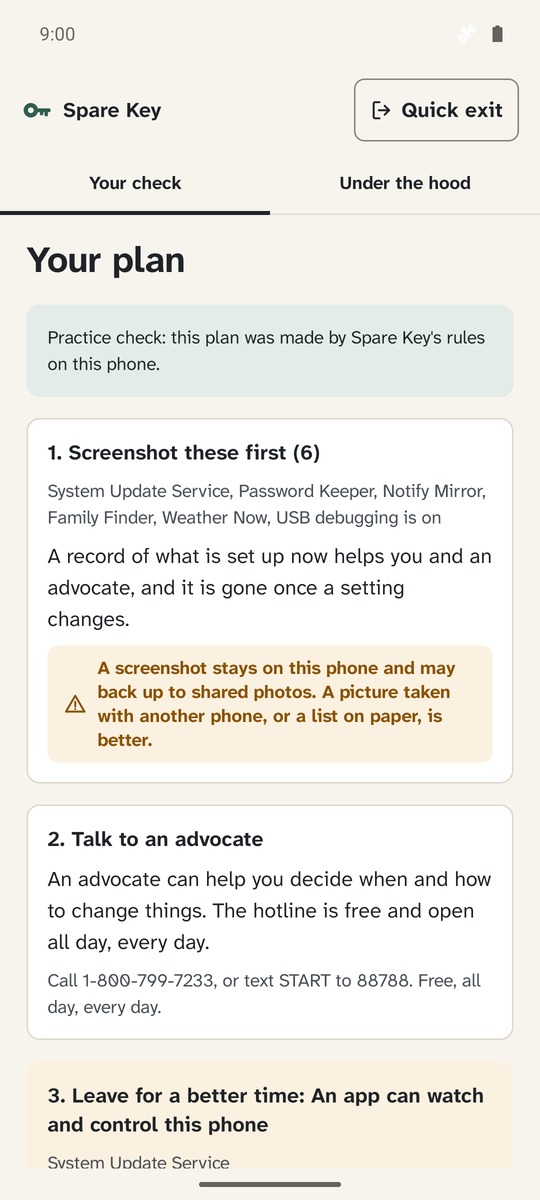 9:00
Spare Key
Quick exit
Your check
Under the hood
Your plan
Practice check: this plan was made by Spare Key's rules
on this phone.
1. Screenshot these first (6)
System Update Service, Password Keeper, Notify Mirror,
Family Finder, Weather Now, USB debugging is on
A record of what is set up now helps you and an
advocate, and it is gone once a setting
changes.
A screenshot stays on this phone and may
back up to shared photos. A picture taken
with another phone, or a list on paper, is
better.
2. Talk to an advocate
An advocate can help you decide when and how
to change things. The hotline is free and open
all day, every day.
Call 1-800-799-7233, or text START to 88788. Free, all
day, every day.
3. Leave for a better time: An app can watch
and control this phone
System Update Service